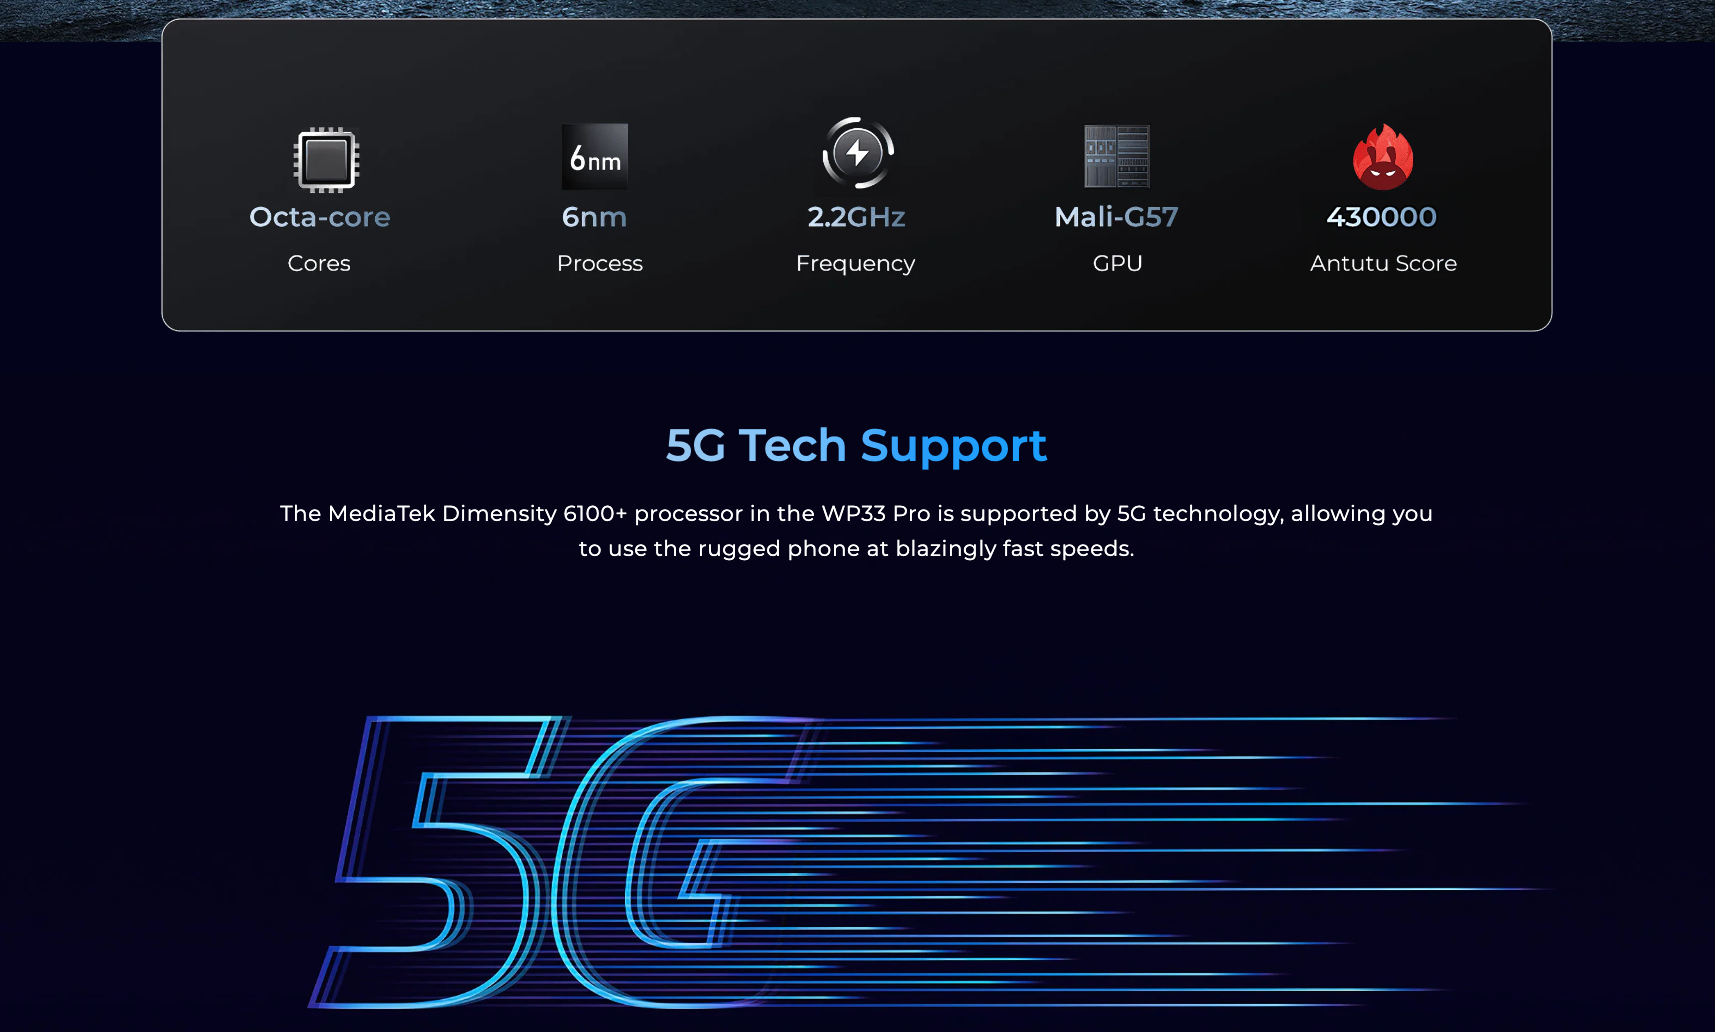 6nm
Octa-core
6nm
2.2GHz
Mali-G57
430000
Cores
Process
Frequency
GPU
Antutu Score
5G Tech Support
The MediaTek Dimensity 6100+ processor in the WP33 Pro is supported by 5G technology, allowing you
to use the rugged phone at blazingly fast speeds.
5G